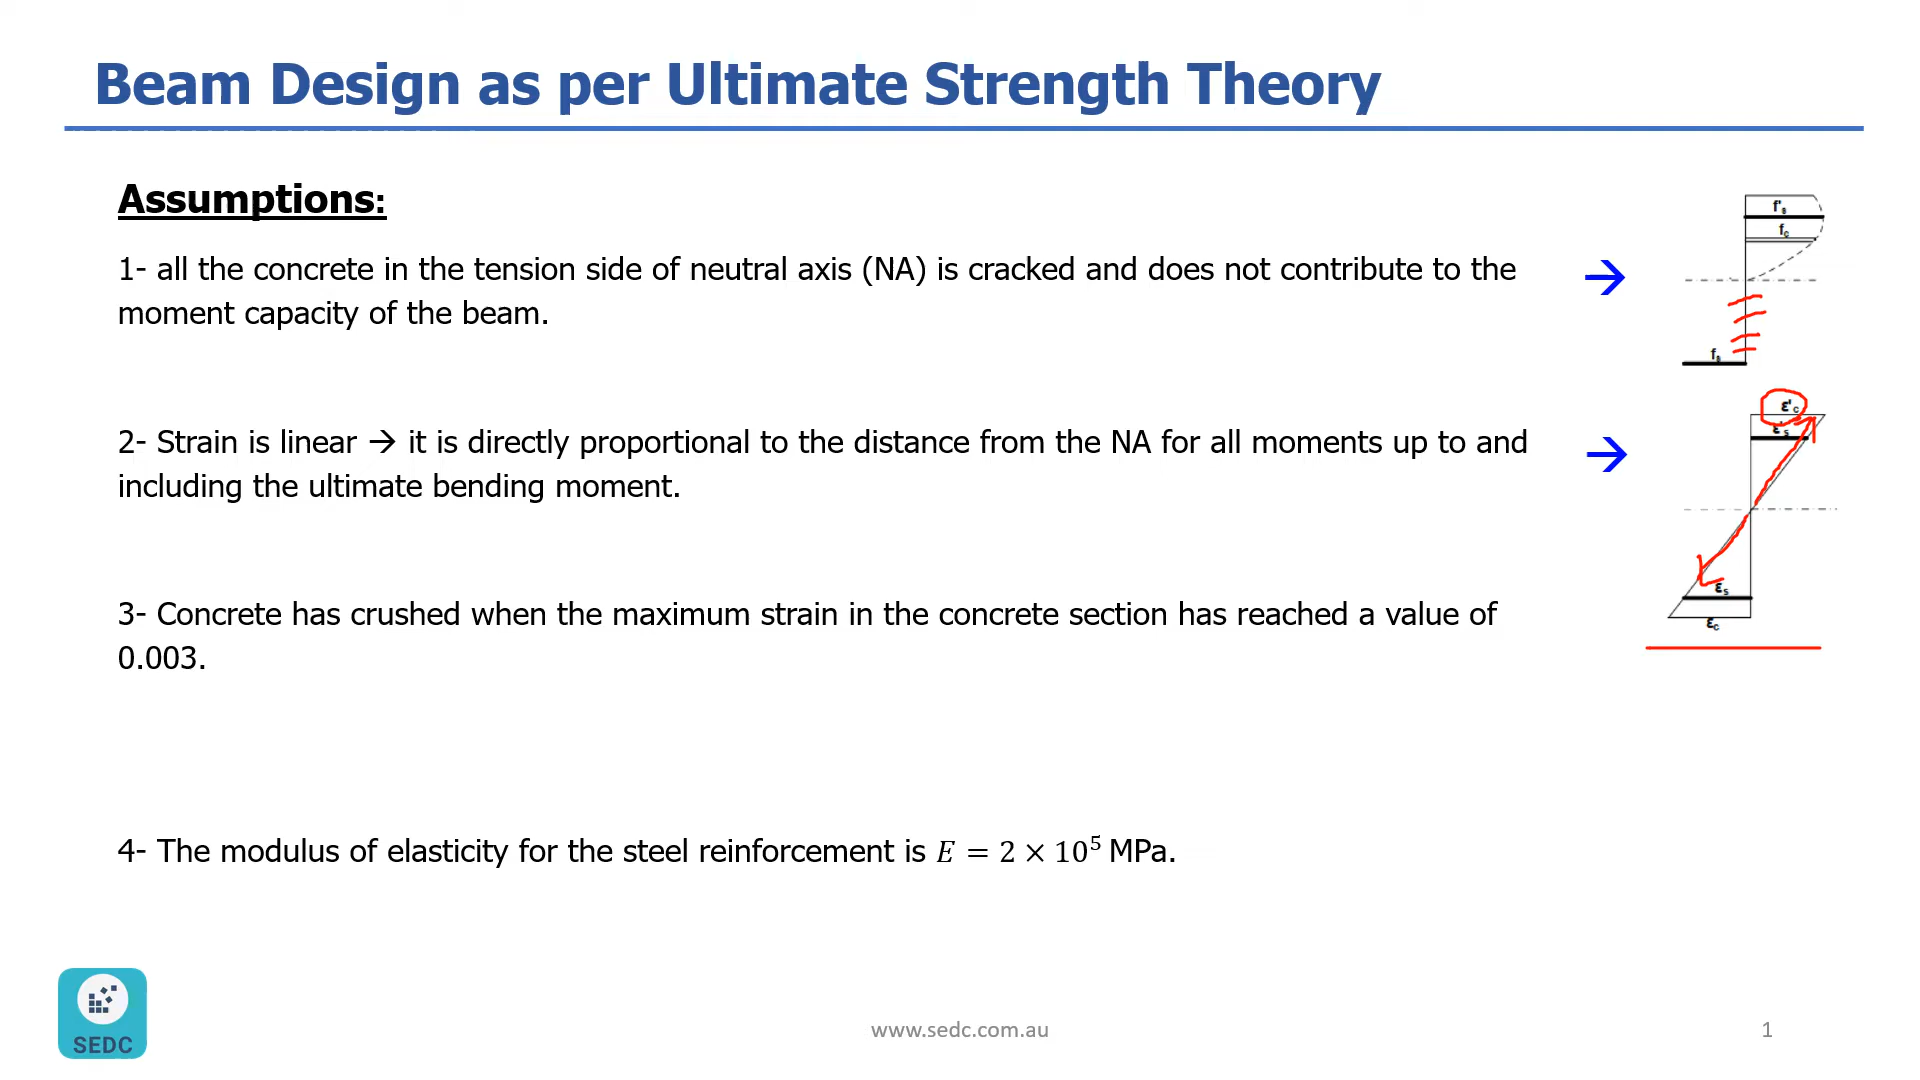 Beam Design as per Ultimate Strength Theory
Assumptions:
1- all the concrete in the tension side of neutral axis (NA) is cracked and does not contribute to the
moment capacity of the beam.
→
f's
fc
fs
2- Strain is linear → it is directly proportional to the distance from the NA for all moments up to and
including the ultimate bending moment.
→
ε'c
ε's
εs
εc
3- Concrete has crushed when the maximum strain in the concrete section has reached a value of
0.003.
4- The modulus of elasticity for the steel reinforcement is E = 2 × 10⁵ MPa.
SEDC
www.sedc.com.au
1